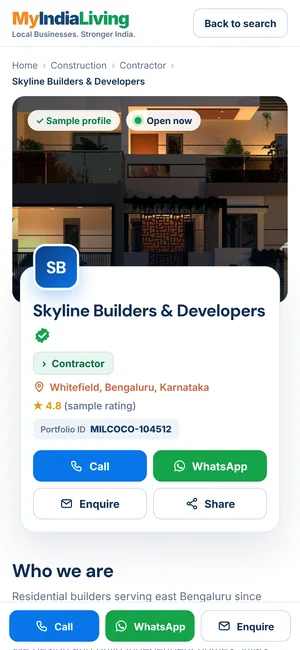 MyIndiaLiving
Local Businesses. Stronger India.
Back to search
Home › Construction › Contractor ›
Skyline Builders & Developers
✓ Sample profile
Open now
SB
Skyline Builders & Developers
› Contractor
Whitefield, Bengaluru, Karnataka
★ 4.8 (sample rating)
Portfolio ID MILCOCO-104512
Call
WhatsApp
Enquire
Share
Who we are
Residential builders serving east Bengaluru since
Call
WhatsApp
Enquire